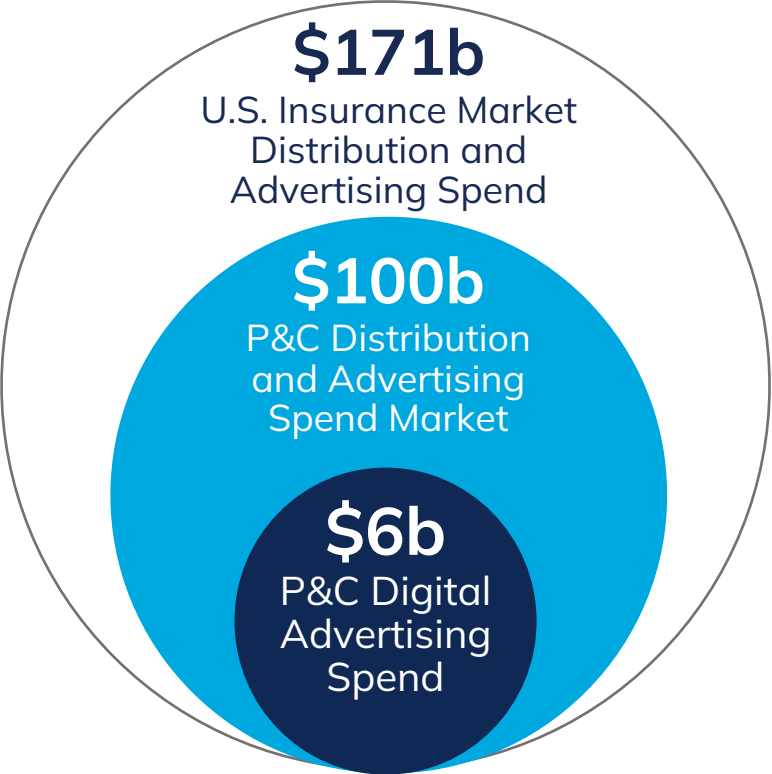 $171b
U.S. Insurance Market
Distribution and
Advertising Spend
$100b
P&C Distribution
and Advertising
Spend Market
$6b
P&C Digital
Advertising
Spend